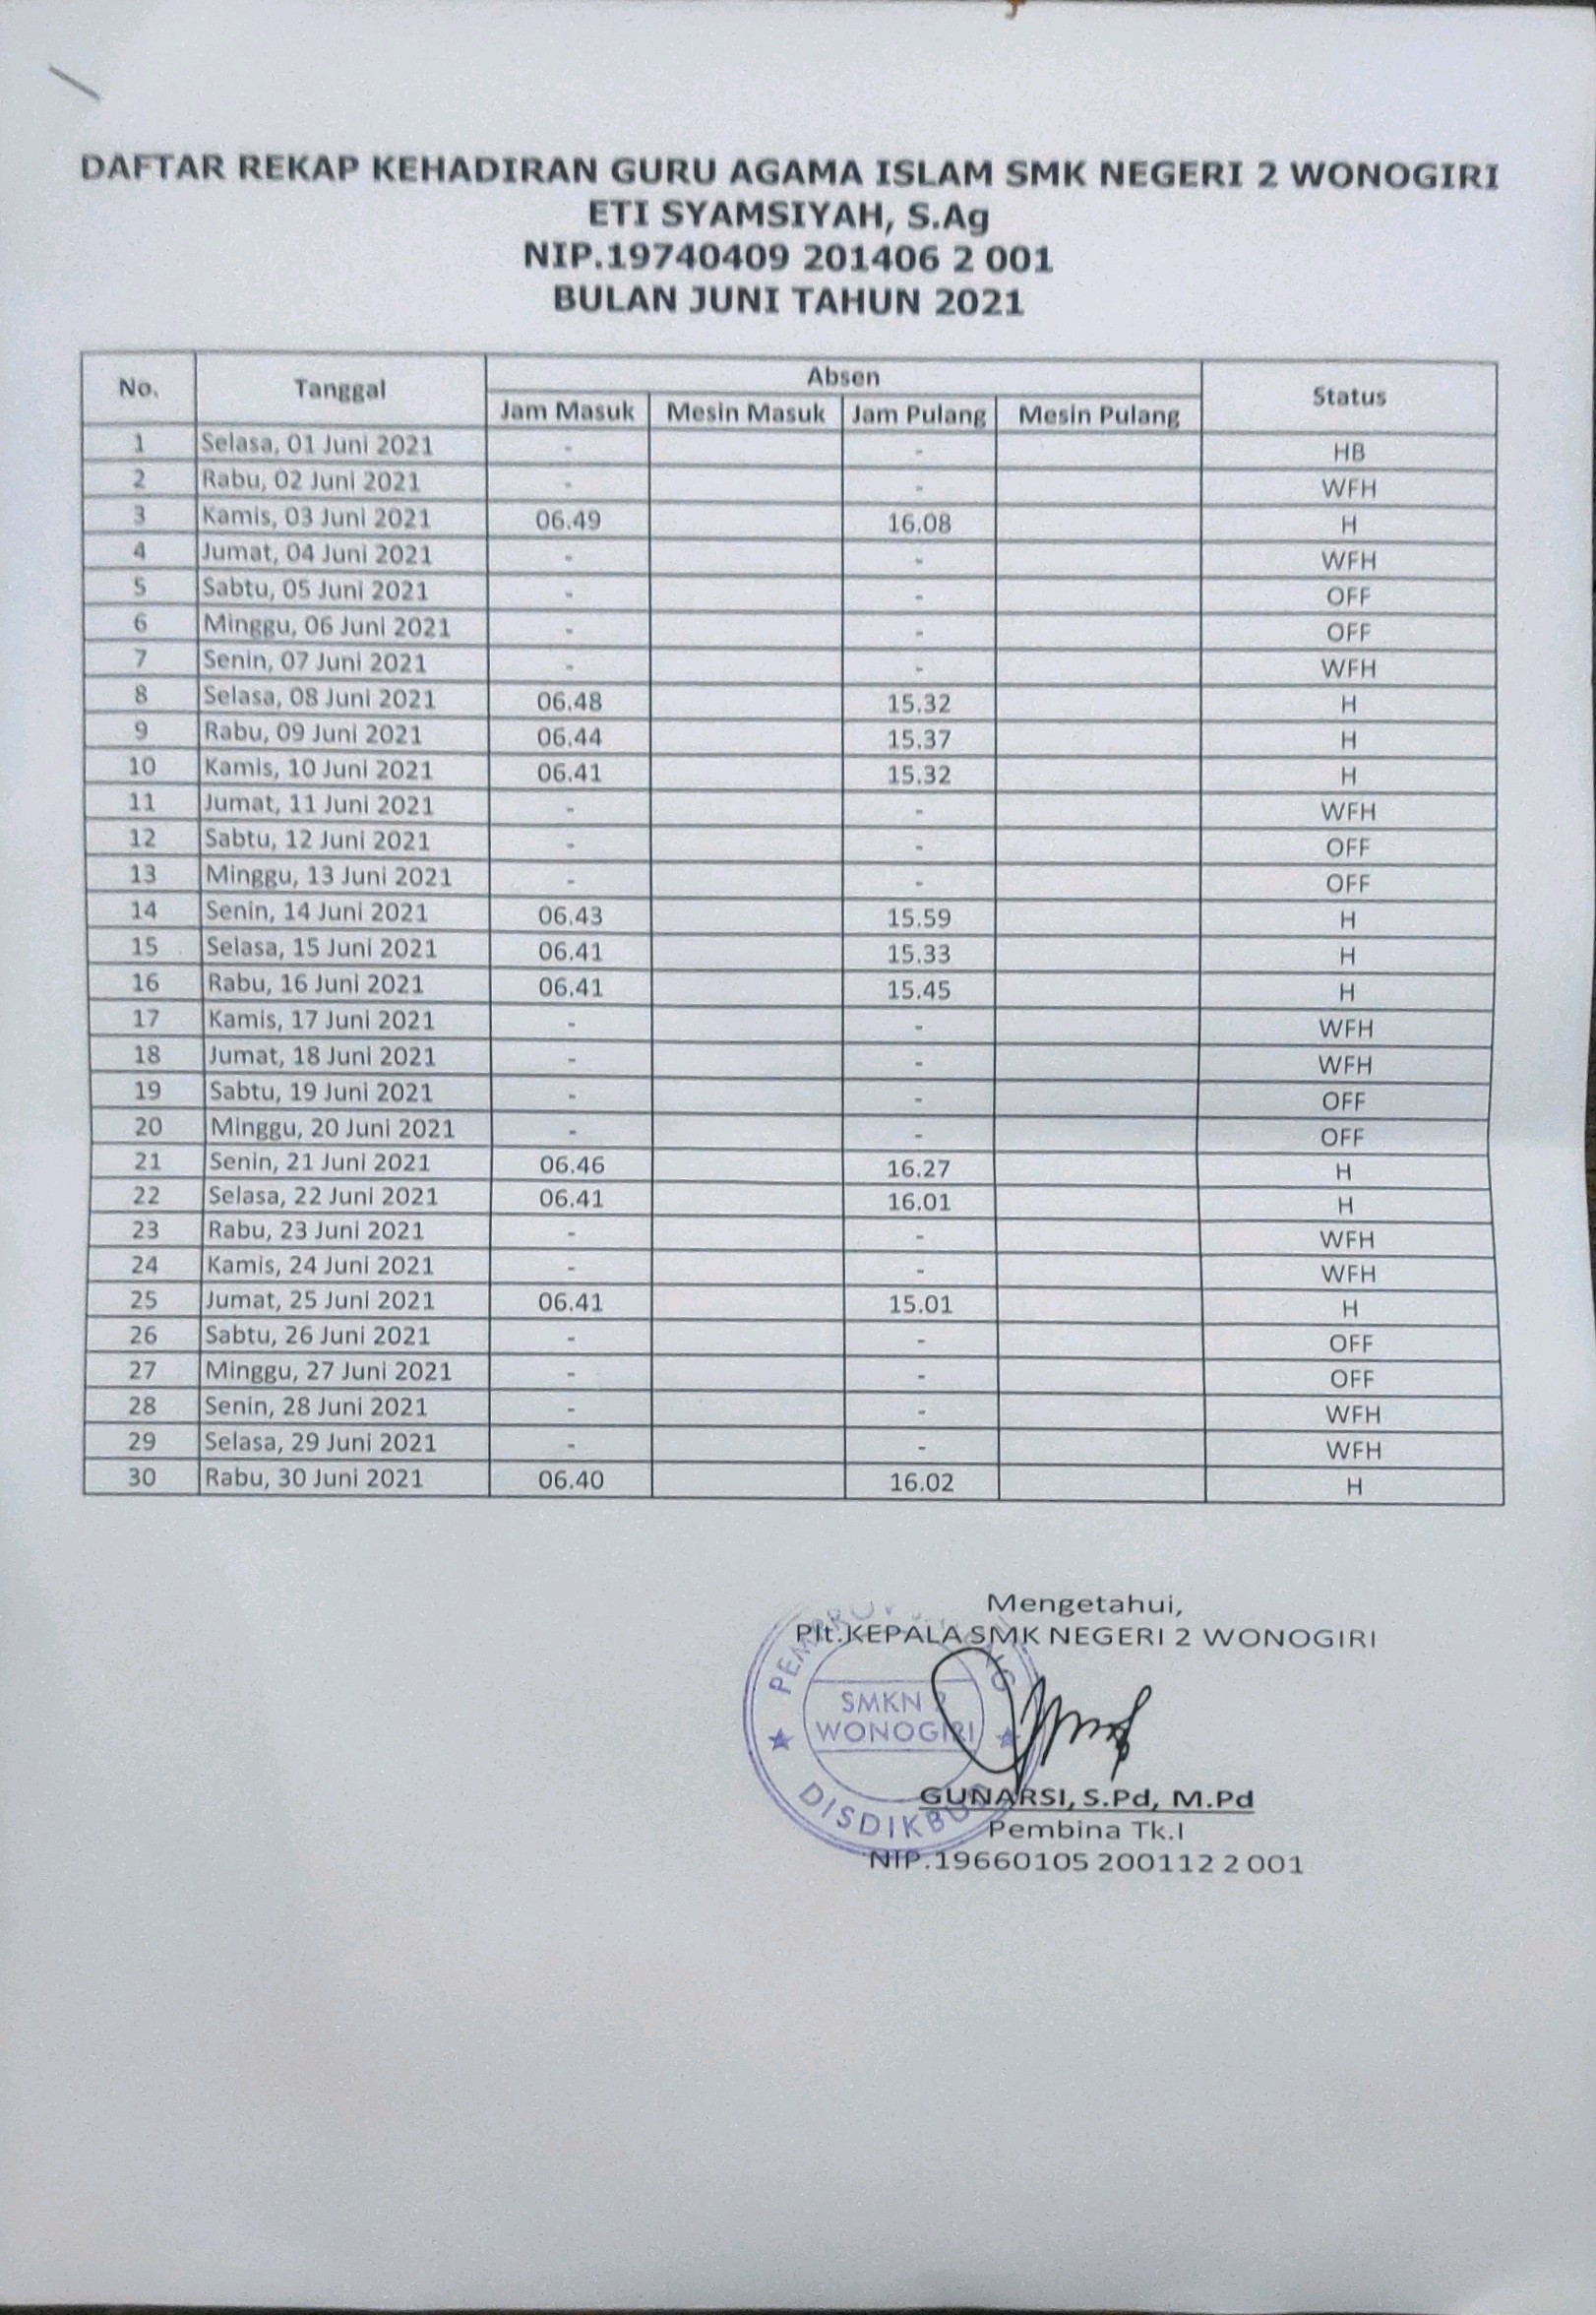 DAFTAR REKAP KEHADIRAN GURU AGAMA ISLAM SMK NEGERI 2 WONOGIRI
ETI SYAMSIYAH, S.Ag
NIP.19740409 201406 2 001
BULAN JUNI TAHUN 2021
No. Tanggal Absen Status
Jam Masuk Mesin Masuk Jam Pulang Mesin Pulang
1 Selasa, 01 Juni 2021 - - HB
2 Rabu, 02 Juni 2021 - - WFH
3 Kamis, 03 Juni 2021 06.49 16.08 H
4 Jumat, 04 Juni 2021 - - WFH
5 Sabtu, 05 Juni 2021 - - OFF
6 Minggu, 06 Juni 2021 - - OFF
7 Senin, 07 Juni 2021 - - WFH
8 Selasa, 08 Juni 2021 06.48 15.32 H
9 Rabu, 09 Juni 2021 06.44 15.37 H
10 Kamis, 10 Juni 2021 06.41 15.32 H
11 Jumat, 11 Juni 2021 - - WFH
12 Sabtu, 12 Juni 2021 - - OFF
13 Minggu, 13 Juni 2021 - - OFF
14 Senin, 14 Juni 2021 06.43 15.59 H
15 Selasa, 15 Juni 2021 06.41 15.33 H
16 Rabu, 16 Juni 2021 06.41 15.45 H
17 Kamis, 17 Juni 2021 - - WFH
18 Jumat, 18 Juni 2021 - - WFH
19 Sabtu, 19 Juni 2021 - - OFF
20 Minggu, 20 Juni 2021 - - OFF
21 Senin, 21 Juni 2021 06.46 16.27 H
22 Selasa, 22 Juni 2021 06.41 16.01 H
23 Rabu, 23 Juni 2021 - - WFH
24 Kamis, 24 Juni 2021 - - WFH
25 Jumat, 25 Juni 2021 06.41 15.01 H
26 Sabtu, 26 Juni 2021 - - OFF
27 Minggu, 27 Juni 2021 - - OFF
28 Senin, 28 Juni 2021 - - WFH
29 Selasa, 29 Juni 2021 - - WFH
30 Rabu, 30 Juni 2021 06.40 16.02 H
Mengetahui,
Plt.KEPALA SMK NEGERI 2 WONOGIRI
SMKN 2
WONOGIRI
DISDIKBUD
GUNARSI, S.Pd, M.Pd
Pembina Tk.I
NIP.19660105 200112 2 001